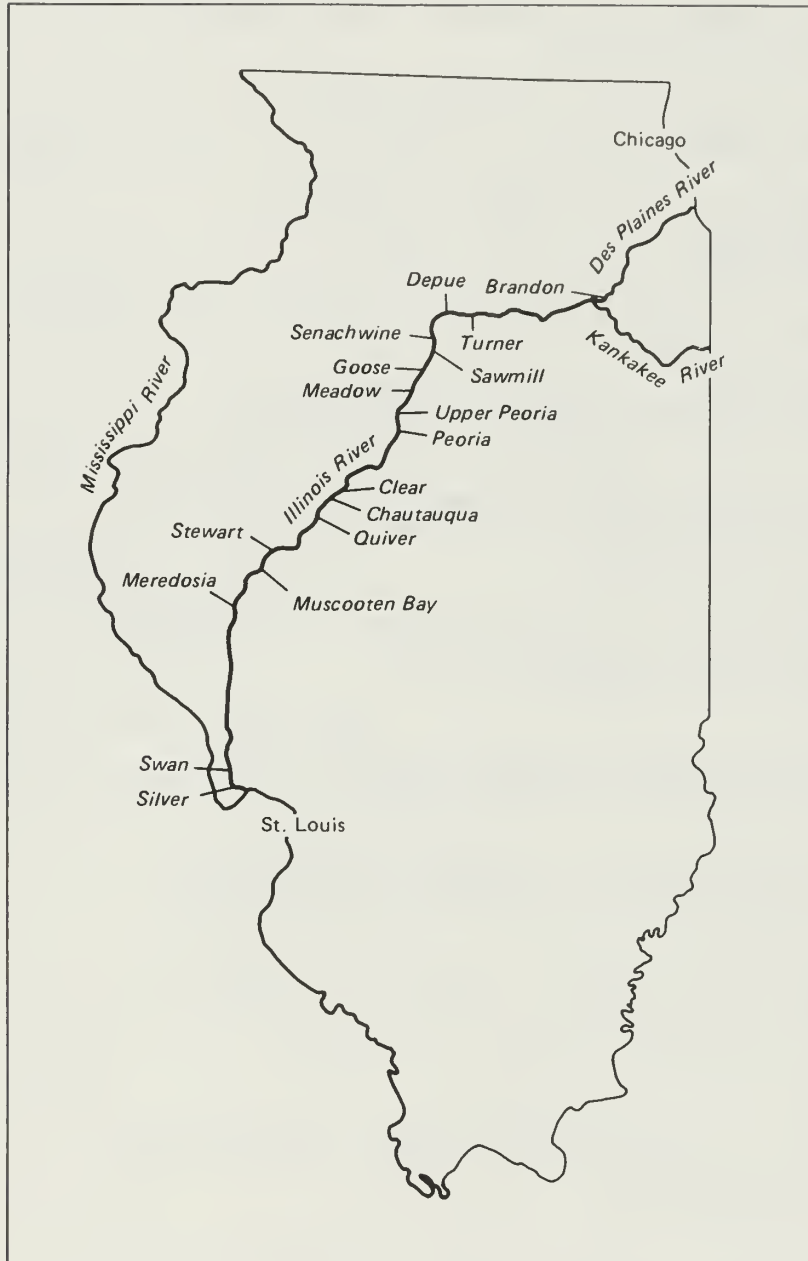 Chicago
Des Plaines River
Depue
Brandon
Senachwine
Turner
Kankakee River
Goose
Sawmill
Meadow
Mississippi River
Upper Peoria
Peoria
Illinois River
Clear
Chautauqua
Stewart
Quiver
Meredosia
Muscooten Bay
Swan
Silver
St. Louis